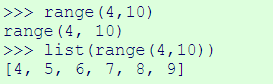 >>> range(4,10)
range(4, 10)
>>> list(range(4,10))
[4, 5, 6, 7, 8, 9]